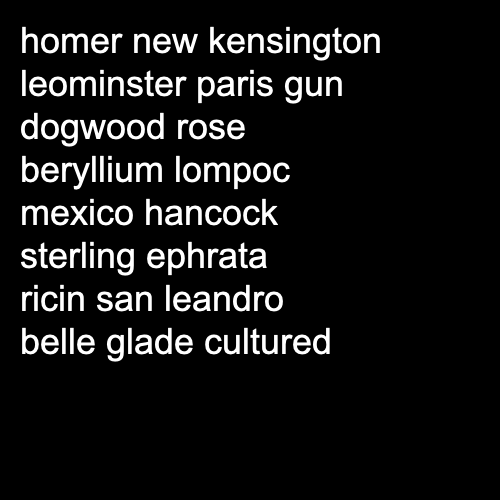 homer new kensington
leominster paris gun
dogwood rose
beryllium lompoc
mexico hancock
sterling ephrata
ricin san leandro
belle glade cultured